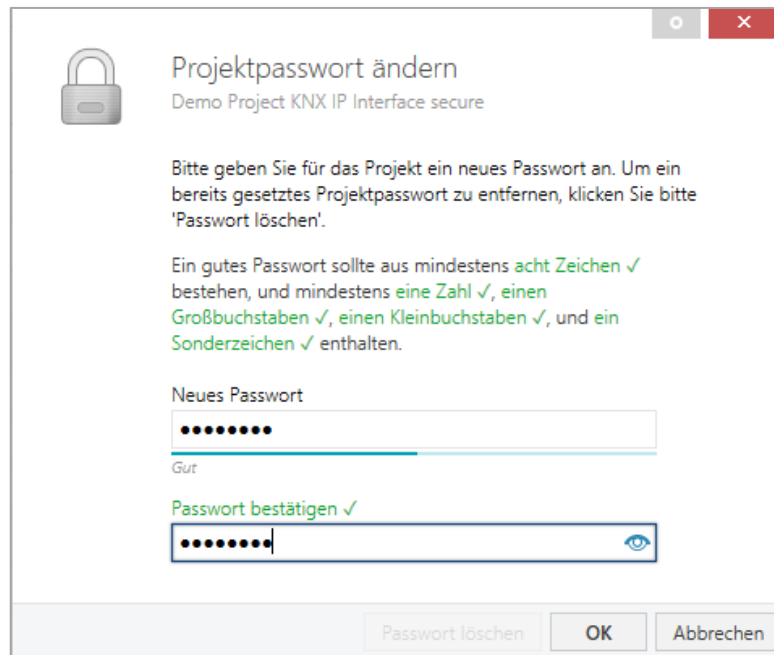 Projektpasswort ändern
Demo Project KNX IP Interface secure
Bitte geben Sie für das Projekt ein neues Passwort an. Um ein
bereits gesetztes Projektpasswort zu entfernen, klicken Sie bitte
'Passwort löschen'.
Ein gutes Passwort sollte aus mindestens acht Zeichen ✓
bestehen, und mindestens eine Zahl ✓, einen
Großbuchstaben ✓, einen Kleinbuchstaben ✓, und ein
Sonderzeichen ✓ enthalten.
Neues Passwort
●●●●●●●●
Gut
Passwort bestätigen ✓
●●●●●●●●
Passwort löschen OK Abbrechen